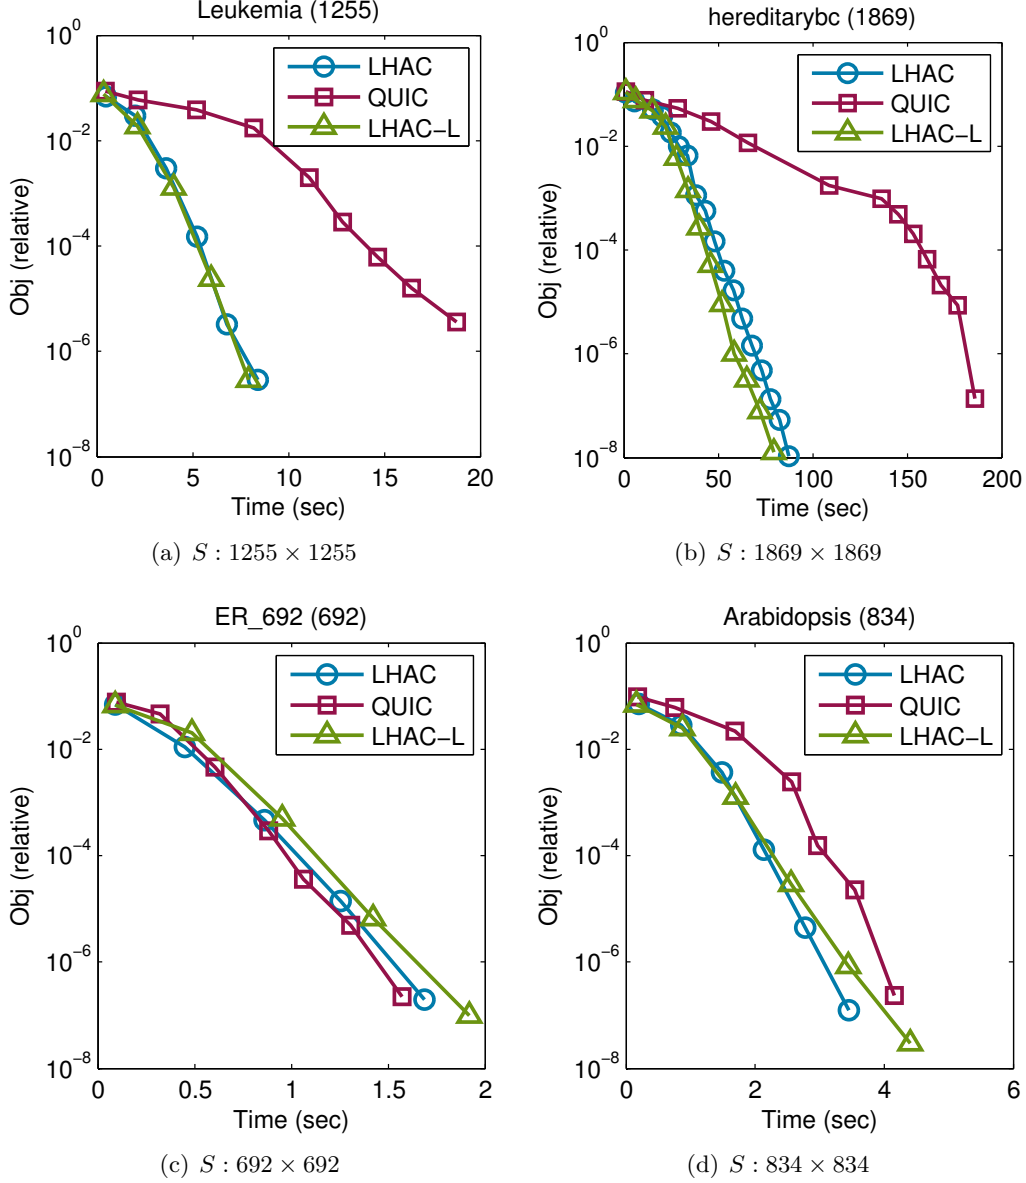 Leukemia (1255)
10^0
10^−2
10^−4
10^−6
10^−8
Obj (relative)
LHAC
QUIC
LHAC−L
0 5 10 15 20
Time (sec)
(a) S : 1255 × 1255
hereditarybc (1869)
10^0
10^−2
10^−4
10^−6
10^−8
Obj (relative)
LHAC
QUIC
LHAC−L
0 50 100 150 200
Time (sec)
(b) S : 1869 × 1869
ER_692 (692)
10^0
10^−2
10^−4
10^−6
10^−8
Obj (relative)
LHAC
QUIC
LHAC−L
0 0.5 1 1.5 2
Time (sec)
(c) S : 692 × 692
Arabidopsis (834)
10^0
10^−2
10^−4
10^−6
10^−8
Obj (relative)
LHAC
QUIC
LHAC−L
0 2 4 6
Time (sec)
(d) S : 834 × 834